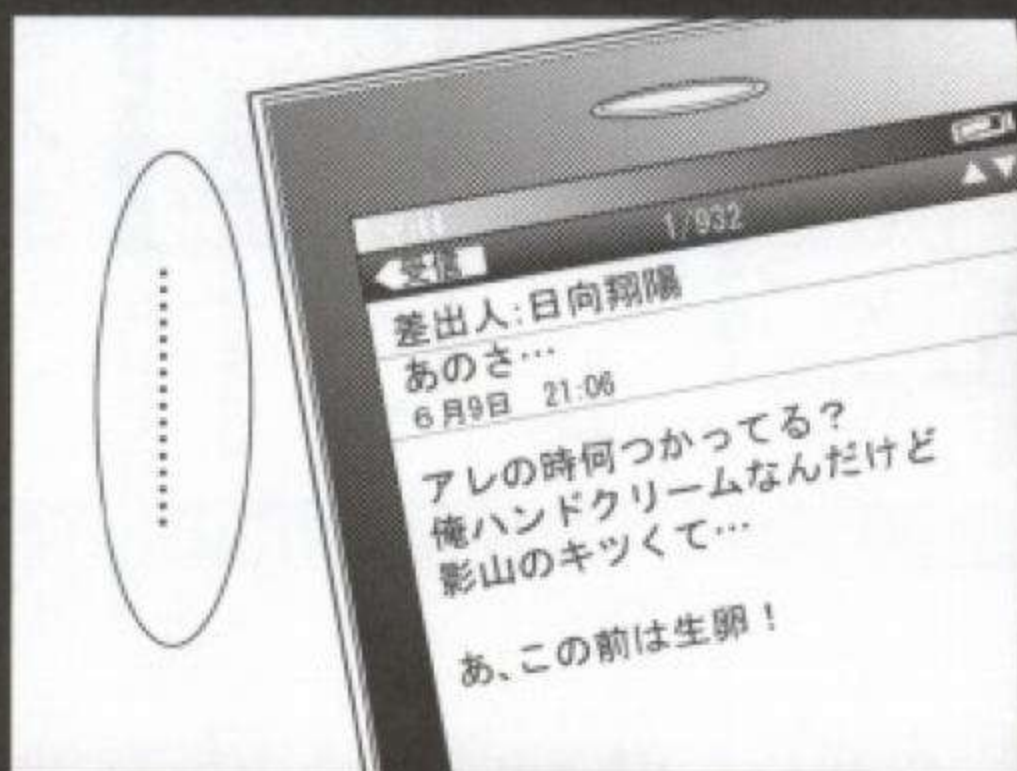 ………………
1/932
受信
差出人:日向翔陽
あのさ…
6月9日 21:06
アレの時何つかってる?
俺ハンドクリームなんだけど
影山のキツくて…
あ、この前は生卵!